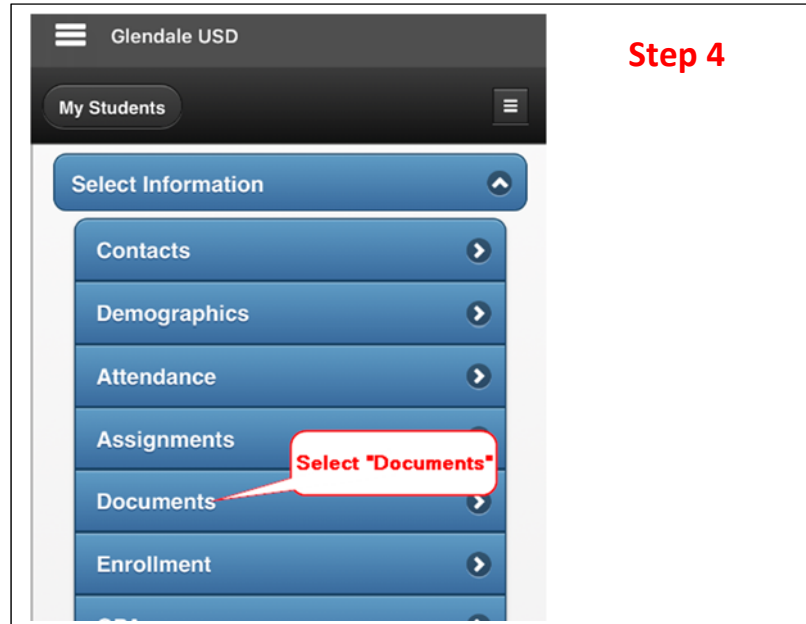 Glendale USD
Step 4
My Students
Select Information
Contacts
Demographics
Attendance
Assignments
Select "Documents"
Documents
Enrollment